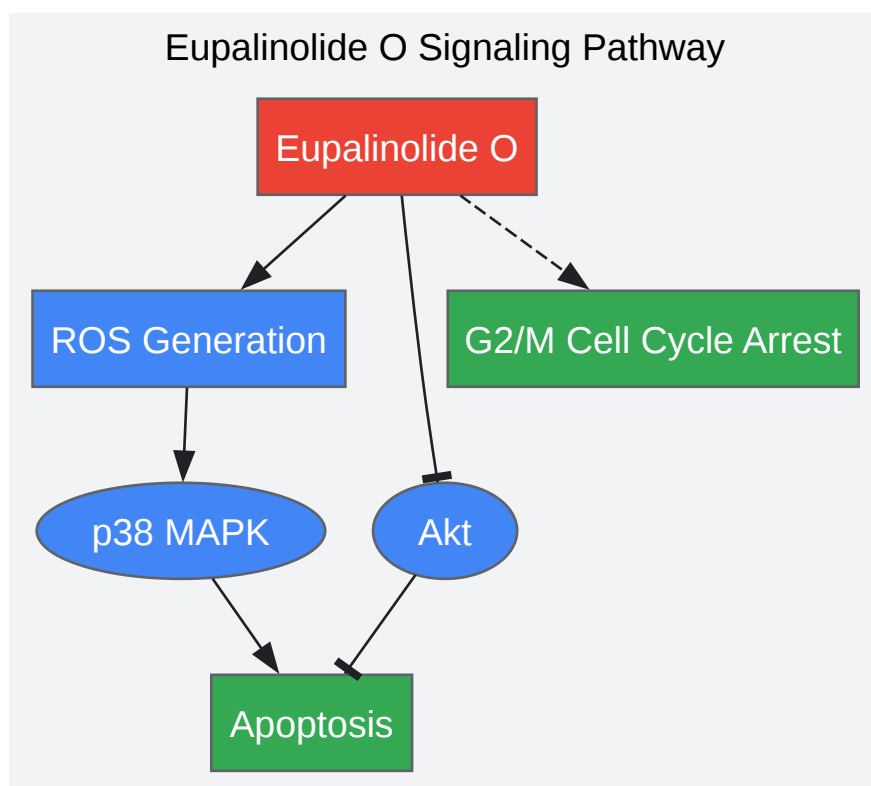 Eupalinolide O Signaling Pathway
Eupalinolide O
ROS Generation
G2/M Cell Cycle Arrest
p38 MAPK
Akt
Apoptosis